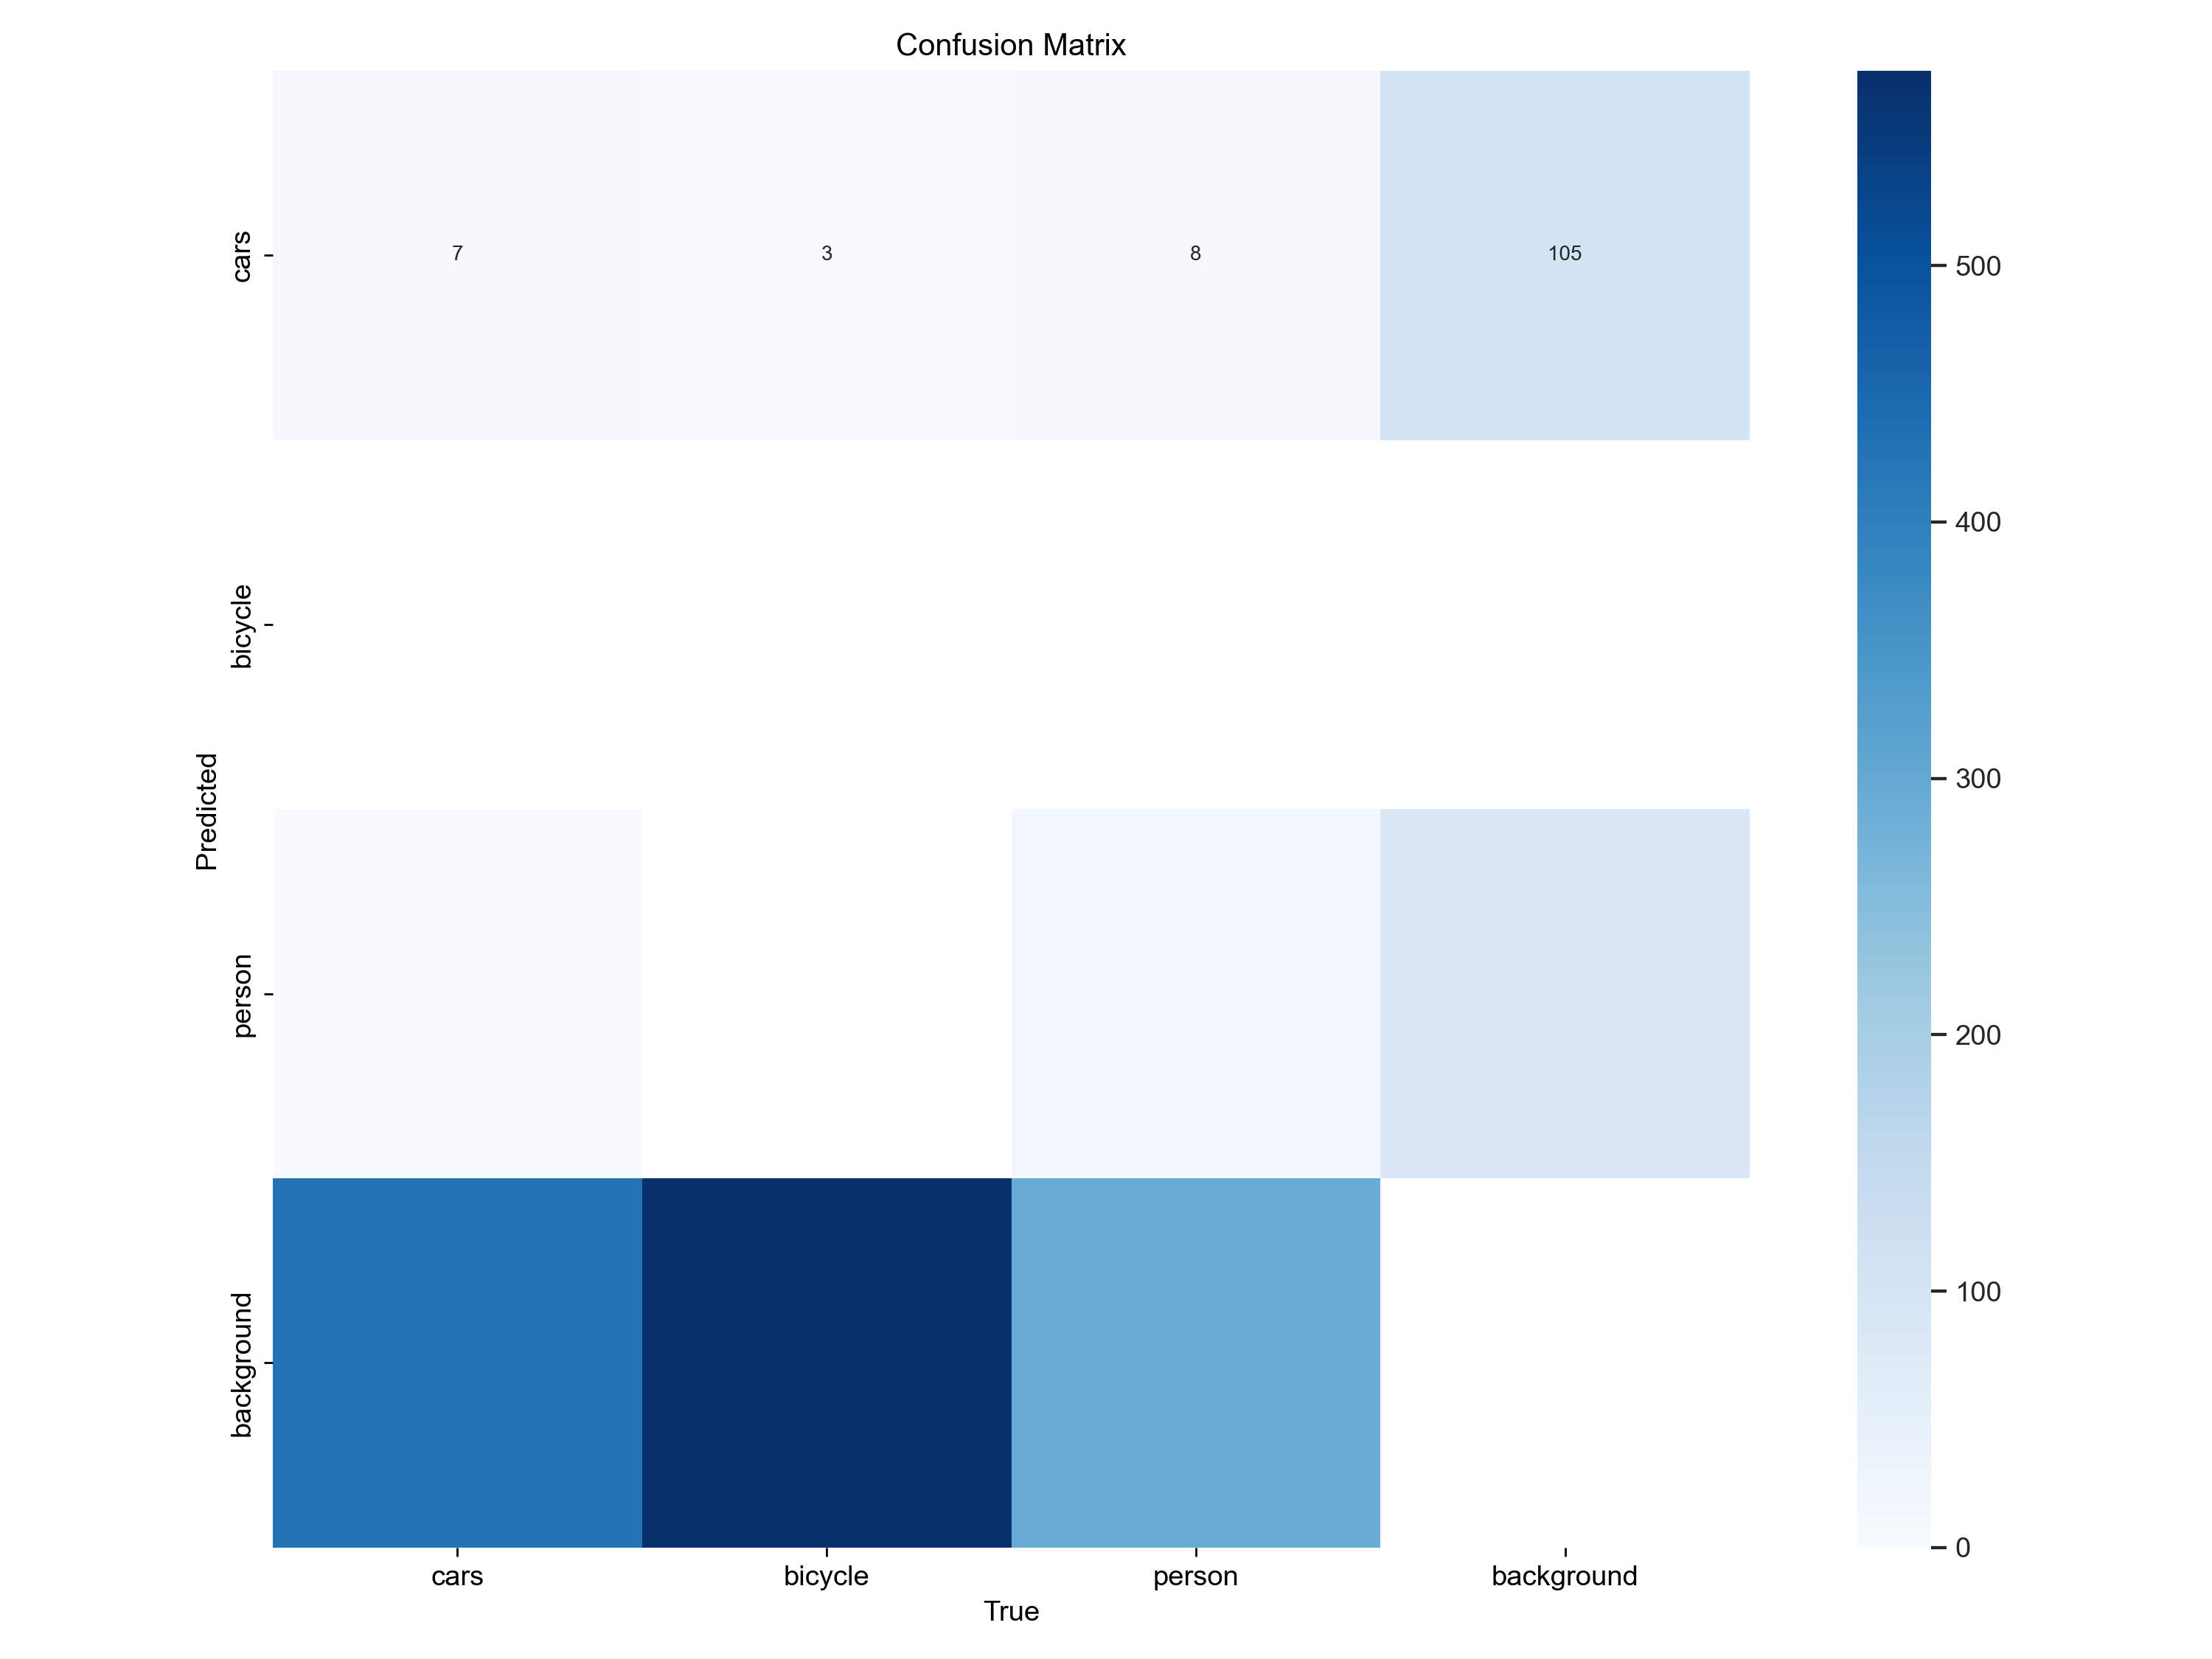 Confusion Matrix
cars
7 3 8 105
bicycle
person
background
Predicted
cars bicycle person background
True
500
400
300
200
100
0